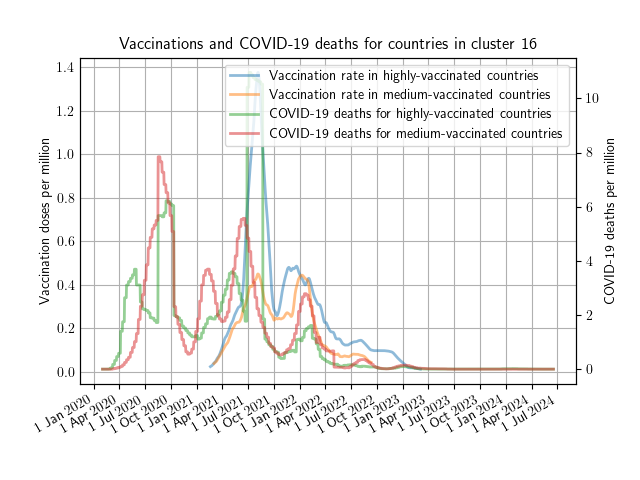 Vaccinations and COVID-19 deaths for countries in cluster 16
Vaccination rate in highly-vaccinated countries
Vaccination rate in medium-vaccinated countries
COVID-19 deaths for highly-vaccinated countries
COVID-19 deaths for medium-vaccinated countries
Vaccination doses per million
1.4
1.2
1.0
0.8
0.6
0.4
0.2
0.0
COVID-19 deaths per million
10
8
6
4
2
0
1 Jan 2020
1 Apr 2020
1 Jul 2020
1 Oct 2020
1 Jan 2021
1 Apr 2021
1 Jul 2021
1 Oct 2021
1 Jan 2022
1 Apr 2022
1 Jul 2022
1 Oct 2022
1 Jan 2023
1 Apr 2023
1 Jul 2023
1 Oct 2023
1 Jan 2024
1 Apr 2024
1 Jul 2024